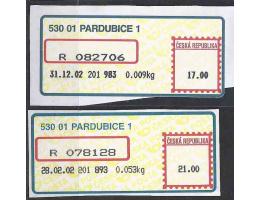 530 01 PARDUBICE 1
ČESKÁ REPUBLIKA
R 082706
31.12.02 201 983 0.009kg
17.00
530 01 PARDUBICE 1
ČESKÁ REPUBLIKA
R 078128
28.02.02 201 893 0.053kg
21.00